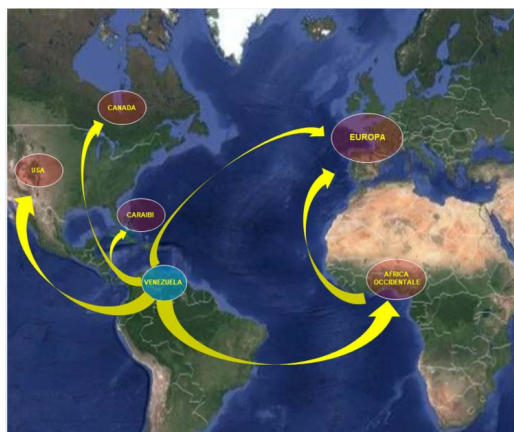 CANADA
EUROPA
USA
CARAIBI
VENEZUELA
AFRICA
OCCIDENTALE